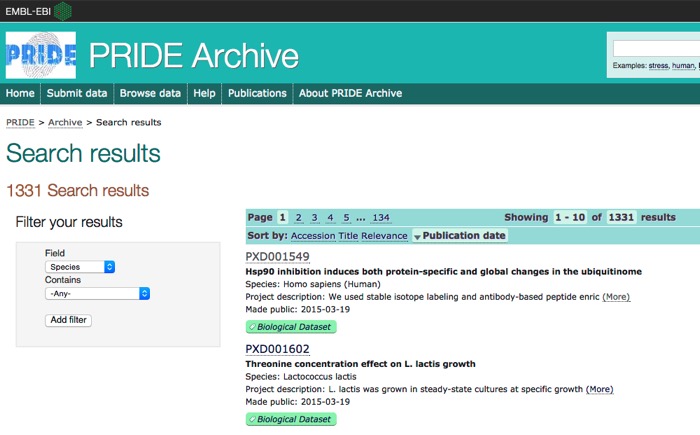 EMBL-EBI
PRIDE
PRIDE Archive
Examples: stress, human,
Home Submit data Browse data Help Publications About PRIDE Archive
PRIDE > Archive > Search results
Search results
1331 Search results
Filter your results
Field
Species
Contains
-Any-
Add filter
Page 1 2 3 4 5 ... 134 Showing 1 - 10 of 1331 results
Sort by: Accession Title Relevance Publication date
PXD001549
Hsp90 inhibition induces both protein-specific and global changes in the ubiquitinome
Species: Homo sapiens (Human)
Project description: We used stable isotope labeling and antibody-based peptide enric (More)
Made public: 2015-03-19
Biological Dataset
PXD001602
Threonine concentration effect on L. lactis growth
Species: Lactococcus lactis
Project description: L. lactis was grown in steady-state cultures at specific growth (More)
Made public: 2015-03-19
Biological Dataset